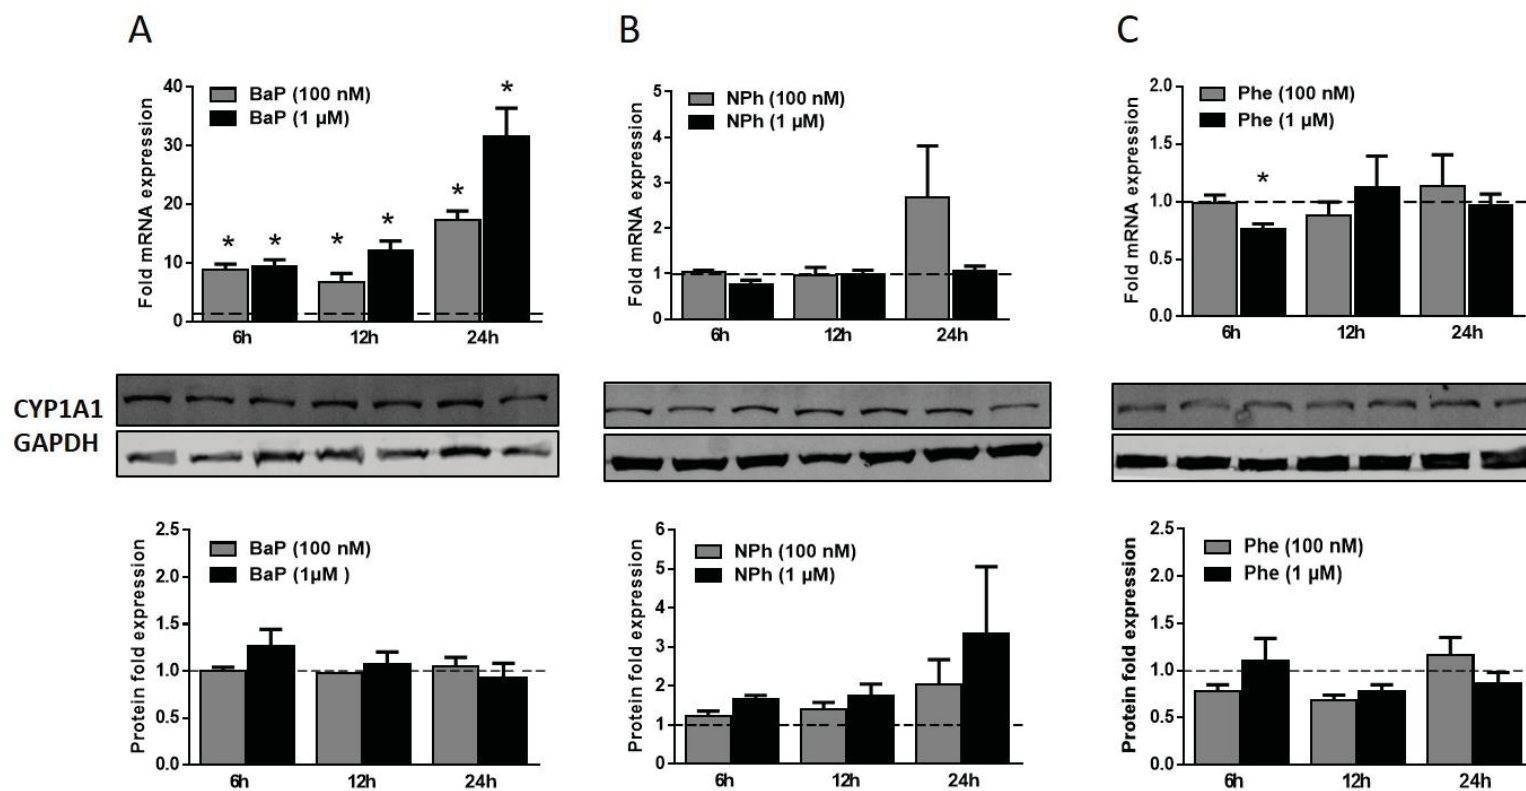 A
B
C
Fold mRNA expression
40
30
20
10
0
BaP (100 nM)
BaP (1 µM)
* * * * * *
6h 12h 24h
Fold mRNA expression
5
4
3
2
1
0
NPh (100 nM)
NPh (1 µM)
6h 12h 24h
Fold mRNA expression
2.0
1.5
1.0
0.5
0.0
Phe (100 nM)
Phe (1 µM)
*
6h 12h 24h
CYP1A1
GAPDH
Protein fold expression
2.5
2.0
1.5
1.0
0.5
0.0
BaP (100 nM)
BaP (1µM )
6h 12h 24h
Protein fold expression
6
5
4
3
2
1
0
NPh (100 nM)
NPh (1 µM)
6h 12h 24h
Protein fold expression
2.5
2.0
1.5
1.0
0.5
0.0
Phe (100 nM)
Phe (1 µM)
6h 12h 24h